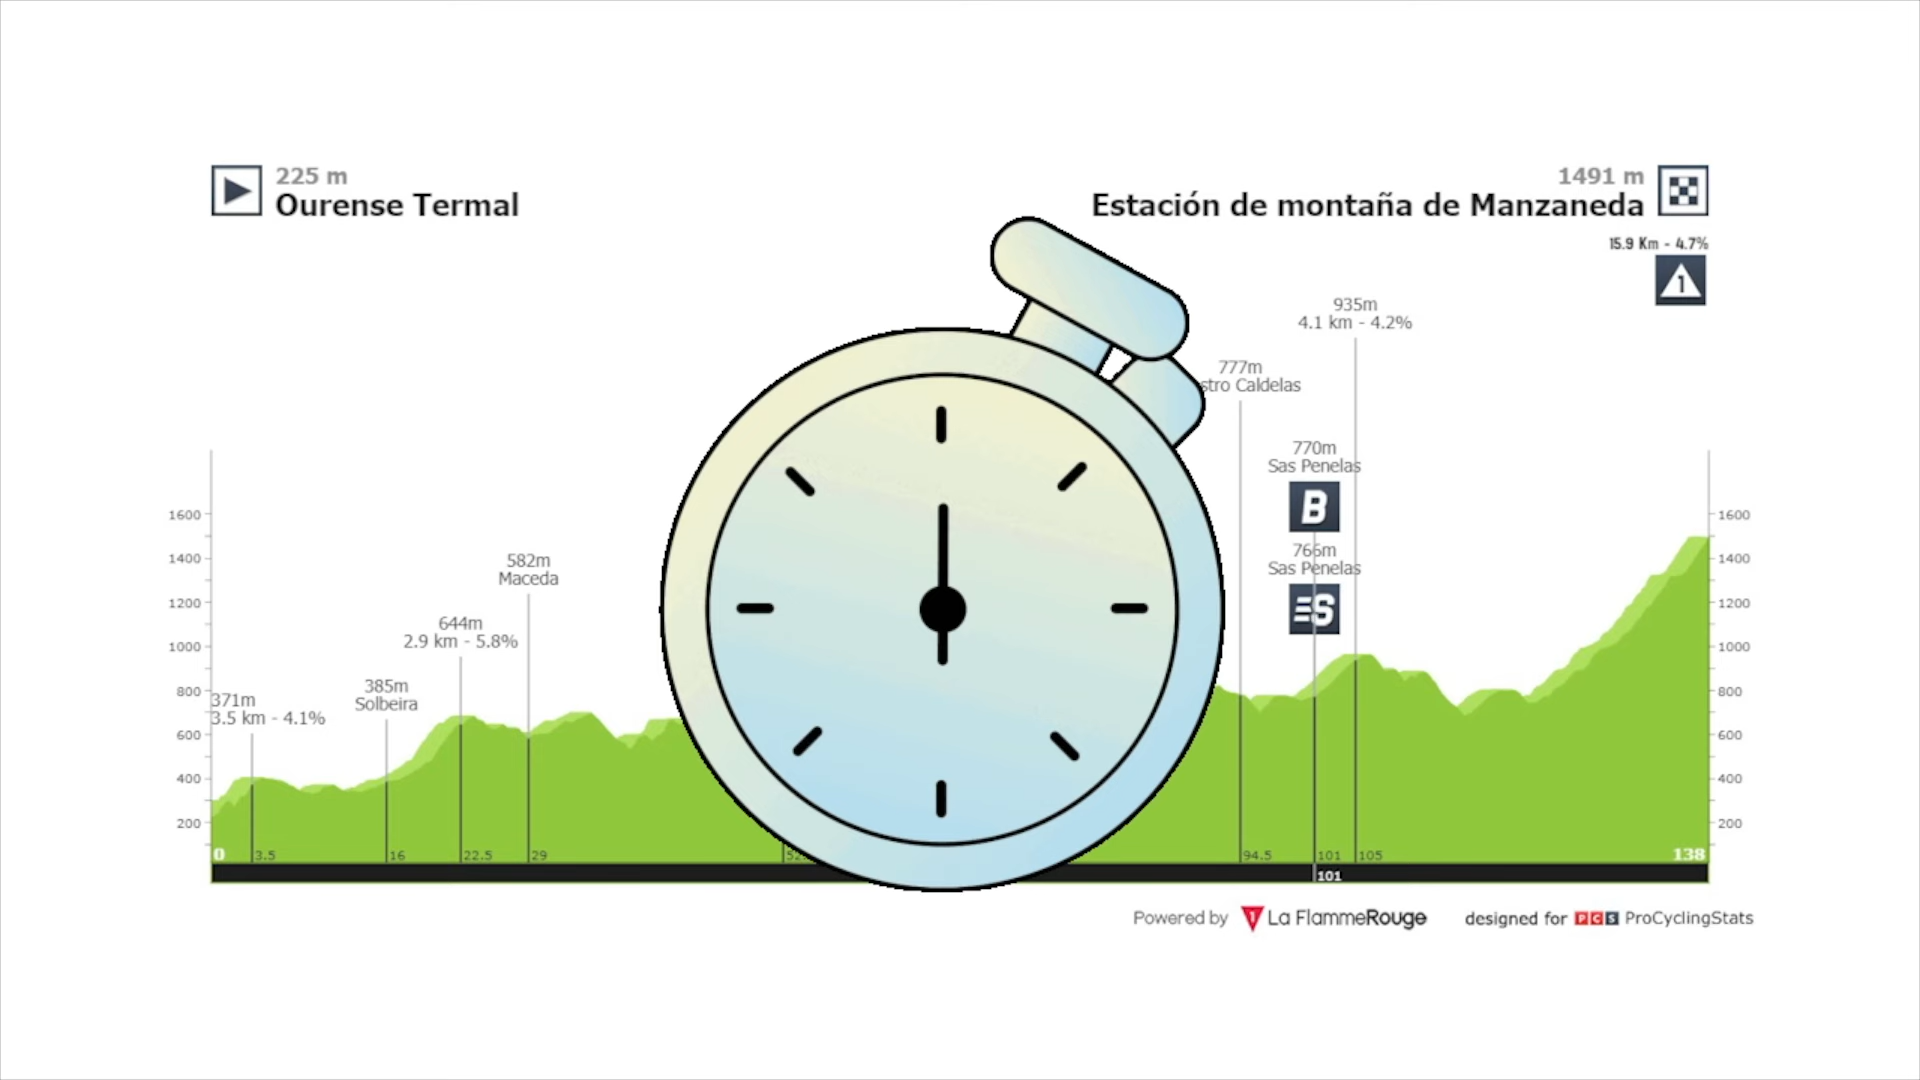 225 m
Ourense Termal
1491 m
Estación de montaña de Manzaneda
15.9 Km - 4.7%
1
935m
4.1 km - 4.2%
777m
Caldelas
770m
Sas Penelas
B
766m
Sas Penelas
S
582m
Maceda
644m
2.9 km - 5.8%
385m
Solbeira
371m
3.5 km - 4.1%
1600
1400
1200
1000
800
600
400
200
1600
1400
1200
1000
800
600
400
200
0
3.5
16
22.5
29
94.5
101
105
138
101
Powered by 1 La FlammeRouge
designed for PCS ProCyclingStats